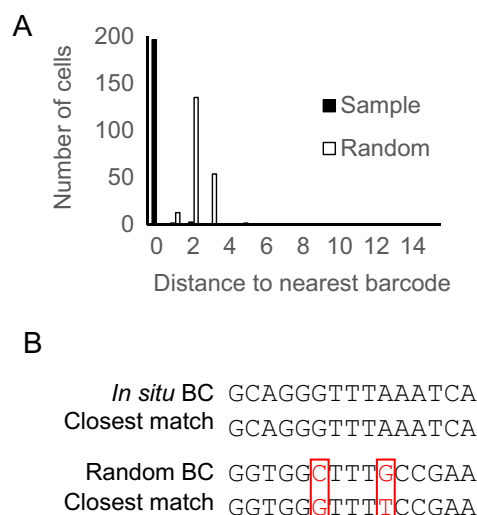 A
200
150
100
50
0
Number of cells
Sample
Random
0 2 4 6 8 10 12 14
Distance to nearest barcode
B
In situ BC GCAGGGTTTAAATCA
Closest match GCAGGGTTTAAATCA
Random BC GGTGGCTTTGCCGAA
Closest match GGTGGGTTTTCCGAA